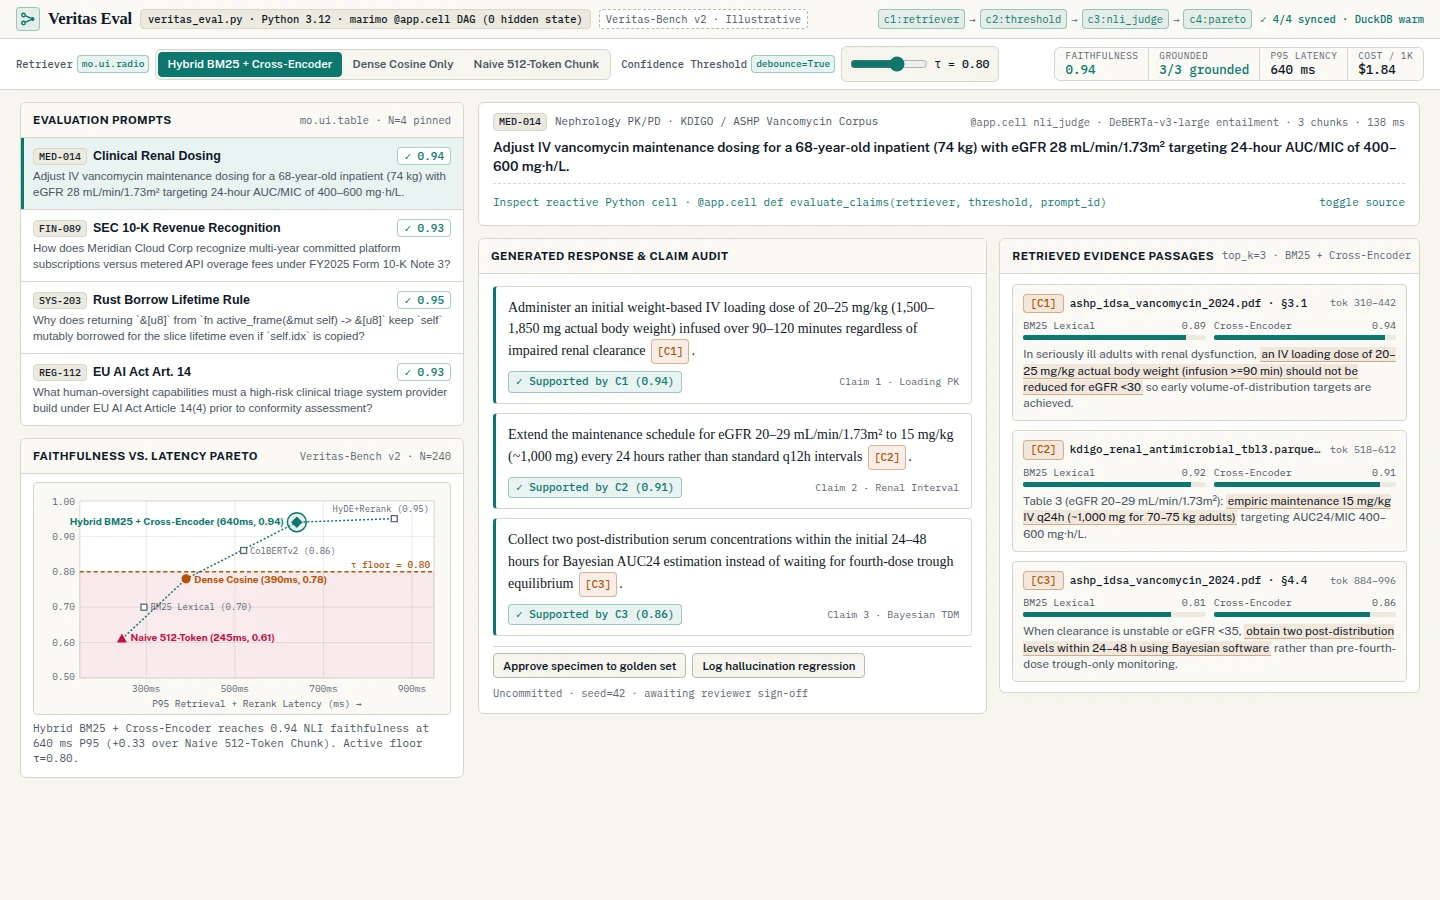 Veritas Eval
veritas_eval.py · Python 3.12 · marimo @app.cell DAG (0 hidden state)
Veritas-Bench v2 · Illustrative
c1:retriever → c2:threshold → c3:nli_judge → c4:pareto
✓ 4/4 synced · DuckDB warm
Retriever mo.ui.radio
Hybrid BM25 + Cross-Encoder
Dense Cosine Only
Naive 512-Token Chunk
Confidence Threshold debounce=True
τ = 0.80
FAITHFULNESS
0.94
GROUNDED
3/3 grounded
P95 LATENCY
640 ms
COST / 1K
$1.84
EVALUATION PROMPTS
mo.ui.table · N=4 pinned
MED-014 Clinical Renal Dosing ✓ 0.94
Adjust IV vancomycin maintenance dosing for a 68-year-old inpatient (74 kg) with
eGFR 28 mL/min/1.73m² targeting 24-hour AUC/MIC of 400–600 mg·h/L.
FIN-089 SEC 10-K Revenue Recognition ✓ 0.93
How does Meridian Cloud Corp recognize multi-year committed platform
subscriptions versus metered API overage fees under FY2025 Form 10-K Note 3?
SYS-203 Rust Borrow Lifetime Rule ✓ 0.95
Why does returning `&[u8]` from `fn active_frame(&mut self) -> &[u8]` keep `self`
mutably borrowed for the slice lifetime even if `self.idx` is copied?
REG-112 EU AI Act Art. 14 ✓ 0.93
What human-oversight capabilities must a high-risk clinical triage system provider
build under EU AI Act Article 14(4) prior to conformity assessment?
FAITHFULNESS VS. LATENCY PARETO
Veritas-Bench v2 · N=240
1.00
0.90
0.80
0.70
0.60
0.50
HyDE+Rerank (0.95)
Hybrid BM25 + Cross-Encoder (640ms, 0.94)
ColBERTv2 (0.86)
τ floor = 0.80
Dense Cosine (390ms, 0.78)
BM25 Lexical (0.70)
Naive 512-Token (245ms, 0.61)
300ms
500ms
700ms
900ms
P95 Retrieval + Rerank Latency (ms) →
Hybrid BM25 + Cross-Encoder reaches 0.94 NLI faithfulness at
640 ms P95 (+0.33 over Naive 512-Token Chunk). Active floor
τ=0.80.
MED-014 Nephrology PK/PD · KDIGO / ASHP Vancomycin Corpus
@app.cell nli_judge · DeBERTa-v3-large entailment · 3 chunks · 138 ms
Adjust IV vancomycin maintenance dosing for a 68-year-old inpatient (74 kg) with eGFR 28 mL/min/1.73m² targeting 24-hour AUC/MIC of 400–
600 mg·h/L.
Inspect reactive Python cell · @app.cell def evaluate_claims(retriever, threshold, prompt_id)
toggle source
GENERATED RESPONSE & CLAIM AUDIT
Administer an initial weight-based IV loading dose of 20–25 mg/kg (1,500–
1,850 mg actual body weight) infused over 90–120 minutes regardless of
impaired renal clearance [C1] .
✓ Supported by C1 (0.94)
Claim 1 · Loading PK
Extend the maintenance schedule for eGFR 20–29 mL/min/1.73m² to 15 mg/kg
(~1,000 mg) every 24 hours rather than standard q12h intervals [C2] .
✓ Supported by C2 (0.91)
Claim 2 · Renal Interval
Collect two post-distribution serum concentrations within the initial 24–48
hours for Bayesian AUC24 estimation instead of waiting for fourth-dose trough
equilibrium [C3] .
✓ Supported by C3 (0.86)
Claim 3 · Bayesian TDM
Approve specimen to golden set
Log hallucination regression
Uncommitted · seed=42 · awaiting reviewer sign-off
RETRIEVED EVIDENCE PASSAGES
top_k=3 · BM25 + Cross-Encoder
[C1] ashp_idsa_vancomycin_2024.pdf · §3.1 tok 310–442
BM25 Lexical 0.89 Cross-Encoder 0.94
In seriously ill adults with renal dysfunction, an IV loading dose of 20–
25 mg/kg actual body weight (infusion >=90 min) should not be
reduced for eGFR <30 so early volume-of-distribution targets are
achieved.
[C2] kdigo_renal_antimicrobial_tbl3.parque… tok 518–612
BM25 Lexical 0.92 Cross-Encoder 0.91
Table 3 (eGFR 20–29 mL/min/1.73m²): empiric maintenance 15 mg/kg
IV q24h (~1,000 mg for 70–75 kg adults) targeting AUC24/MIC 400–
600 mg·h/L.
[C3] ashp_idsa_vancomycin_2024.pdf · §4.4 tok 884–996
BM25 Lexical 0.81 Cross-Encoder 0.86
When clearance is unstable or eGFR <35, obtain two post-distribution
levels within 24–48 h using Bayesian software rather than pre-fourth-
dose trough-only monitoring.